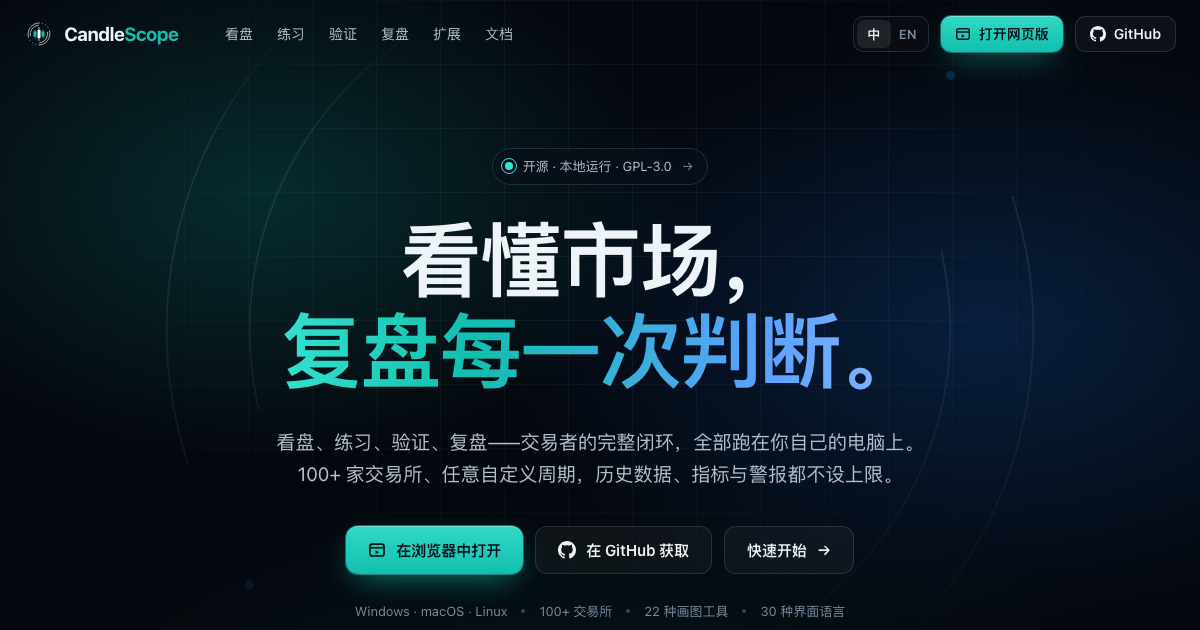 CandleScope 看盘 练习 验证 复盘 扩展 文档 中 EN 打开网页版 GitHub
开源 · 本地运行 · GPL-3.0 →
看懂市场，
复盘每一次判断。
看盘、练习、验证、复盘——交易者的完整闭环，全部跑在你自己的电脑上。
100+ 家交易所、任意自定义周期，历史数据、指标与警报都不设上限。
在浏览器中打开 在 GitHub 获取 快速开始 →
Windows · macOS · Linux • 100+ 交易所 • 22 种画图工具 • 30 种界面语言